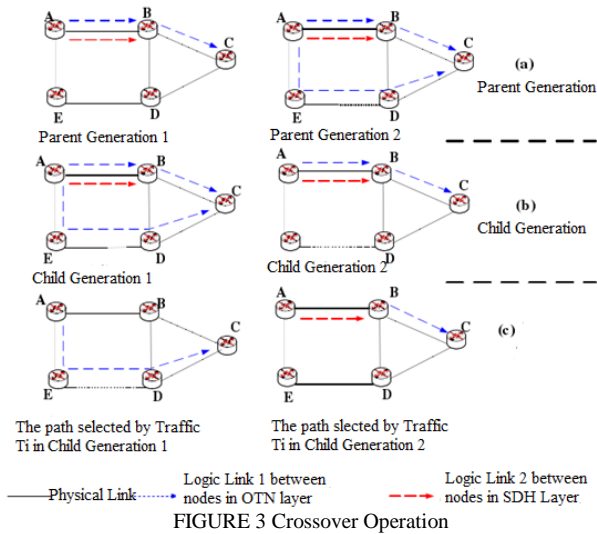 A B C E D
Parent Generation 1
A B C E D
Parent Generation 2
(a)
Parent Generation
A B C E D
Child Generation 1
A B C D
Child Generation 2
(b)
Child Generation
A B C E D
The path selected by Traffic
Ti in Child Generation 1
A B C E D
The path slected by Traffic
Ti in Child Generation 2
(c)
Physical Link
Logic Link 1 between
nodes in OTN layer
Logic Link 2 between
nodes in SDH Layer
FIGURE 3 Crossover Operation